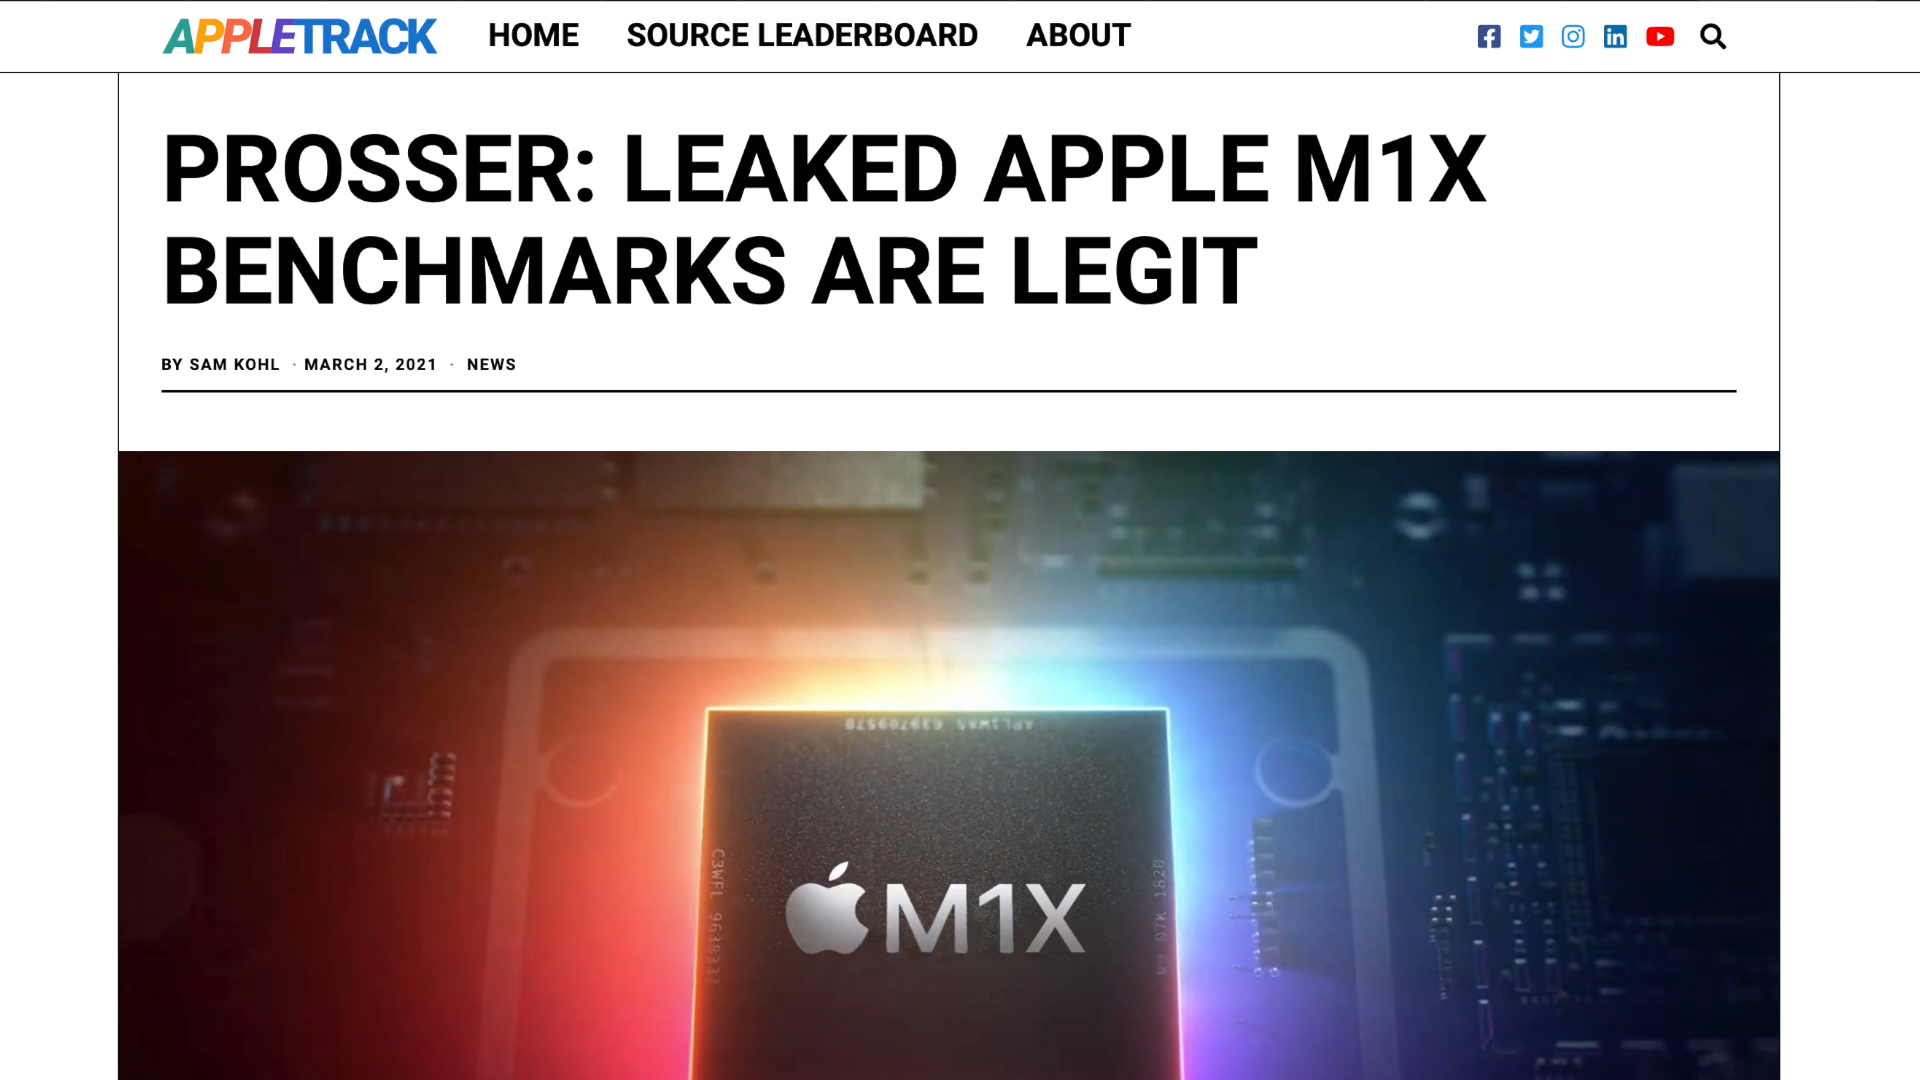 APPLETRACK HOME SOURCE LEADERBOARD ABOUT
PROSSER: LEAKED APPLE M1X
BENCHMARKS ARE LEGIT
BY SAM KOHL · MARCH 2, 2021 · NEWS
M1X